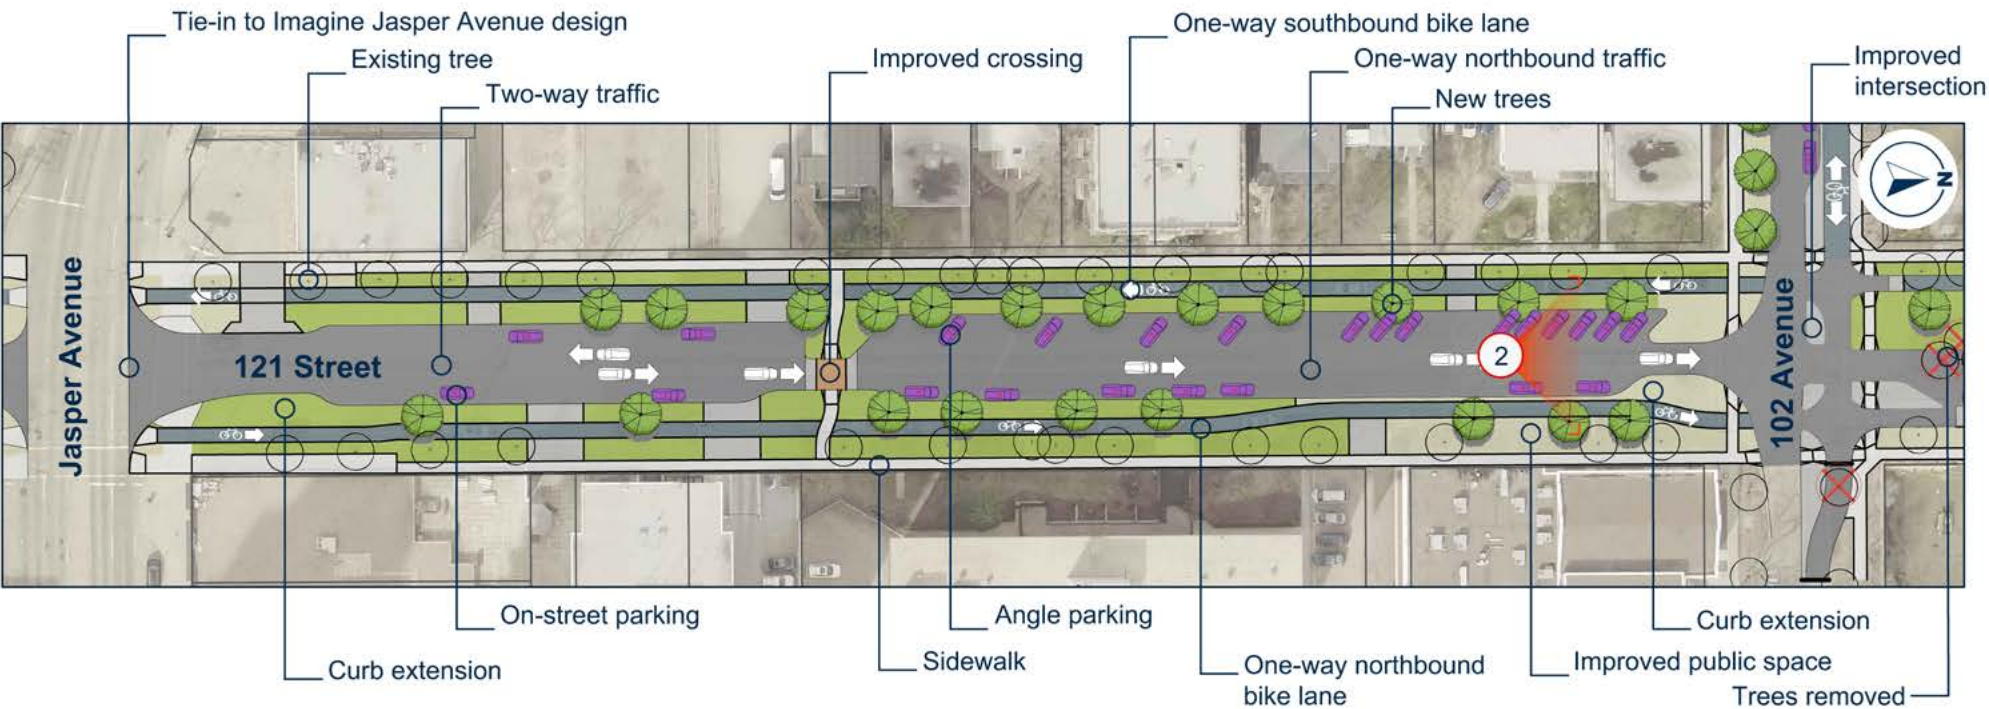 Tie-in to Imagine Jasper Avenue design
Existing tree
Two-way traffic
Improved crossing
One-way southbound bike lane
One-way northbound traffic
New trees
Improved
intersection
N
Jasper Avenue
121 Street
2
102 Avenue
On-street parking
Curb extension
Angle parking
Sidewalk
One-way northbound
bike lane
Curb extension
Improved public space
Trees removed